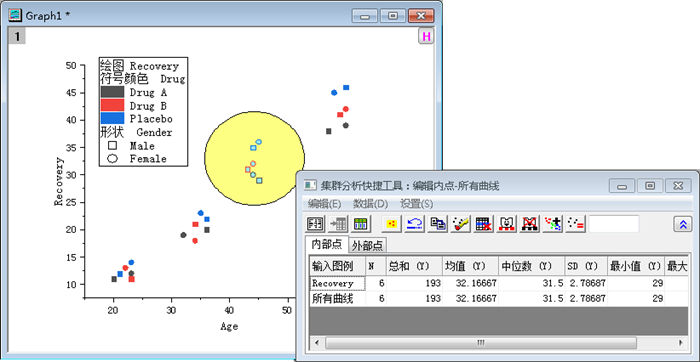 Graph1 *
1
H
绘图 Recovery
符号颜色 Drug
Drug A
Drug B
Placebo
形状 Gender
Male
Female
50
45
40
35
30
25
20
15
10
Recovery
20
30
40
50
Age
集群分析快捷工具：编辑内点-所有曲线
编辑(E) 数据(D) 设置(S)
内部点 外部点
输入图例 N 总和 (Y) 均值 (Y) 中位数 (Y) SD (Y) 最小值 (Y) 最大
Recovery 6 193 32.16667 31.5 2.78687 29
所有曲线 6 193 32.16667 31.5 2.78687 29